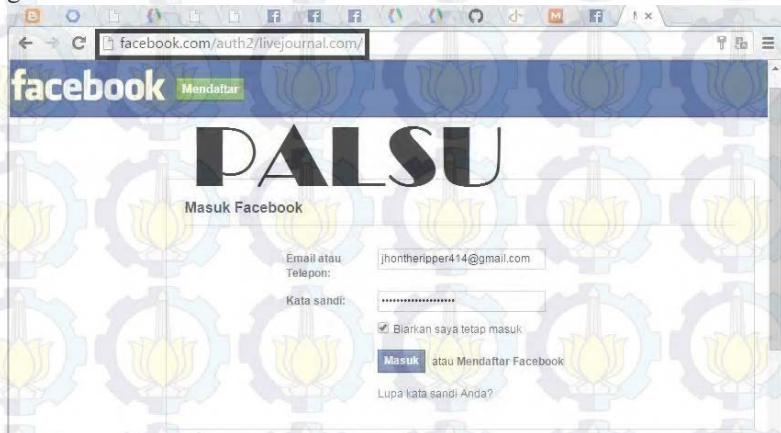 facebook.com/auth2/livejournal.com/
facebook Mendaftar
PALSU
Masuk Facebook
Email atau Telepon: jhontheripper414@gmail.com
Kata sandi: ••••••••••••••••••••
Biarkan saya tetap masuk
Masuk atau Mendaftar Facebook
Lupa kata sandi Anda?